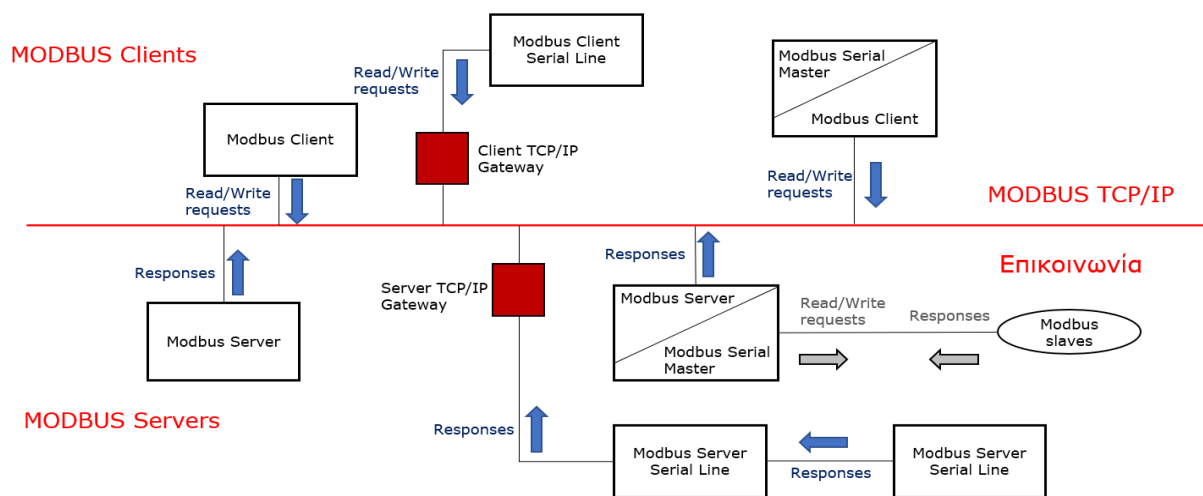 MODBUS Clients
Modbus Client
Serial Line
Read/Write
requests
Modbus Serial
Master
Modbus Client
Modbus Client
Client TCP/IP
Gateway
Read/Write
requests
Read/Write
requests
MODBUS TCP/IP
Responses
Responses
Επικοινωνία
Server TCP/IP
Gateway
Modbus Server
Modbus Serial
Master
Read/Write
requests
Responses
Modbus
slaves
Modbus Server
MODBUS Servers
Responses
Modbus Server
Serial Line
Responses
Modbus Server
Serial Line